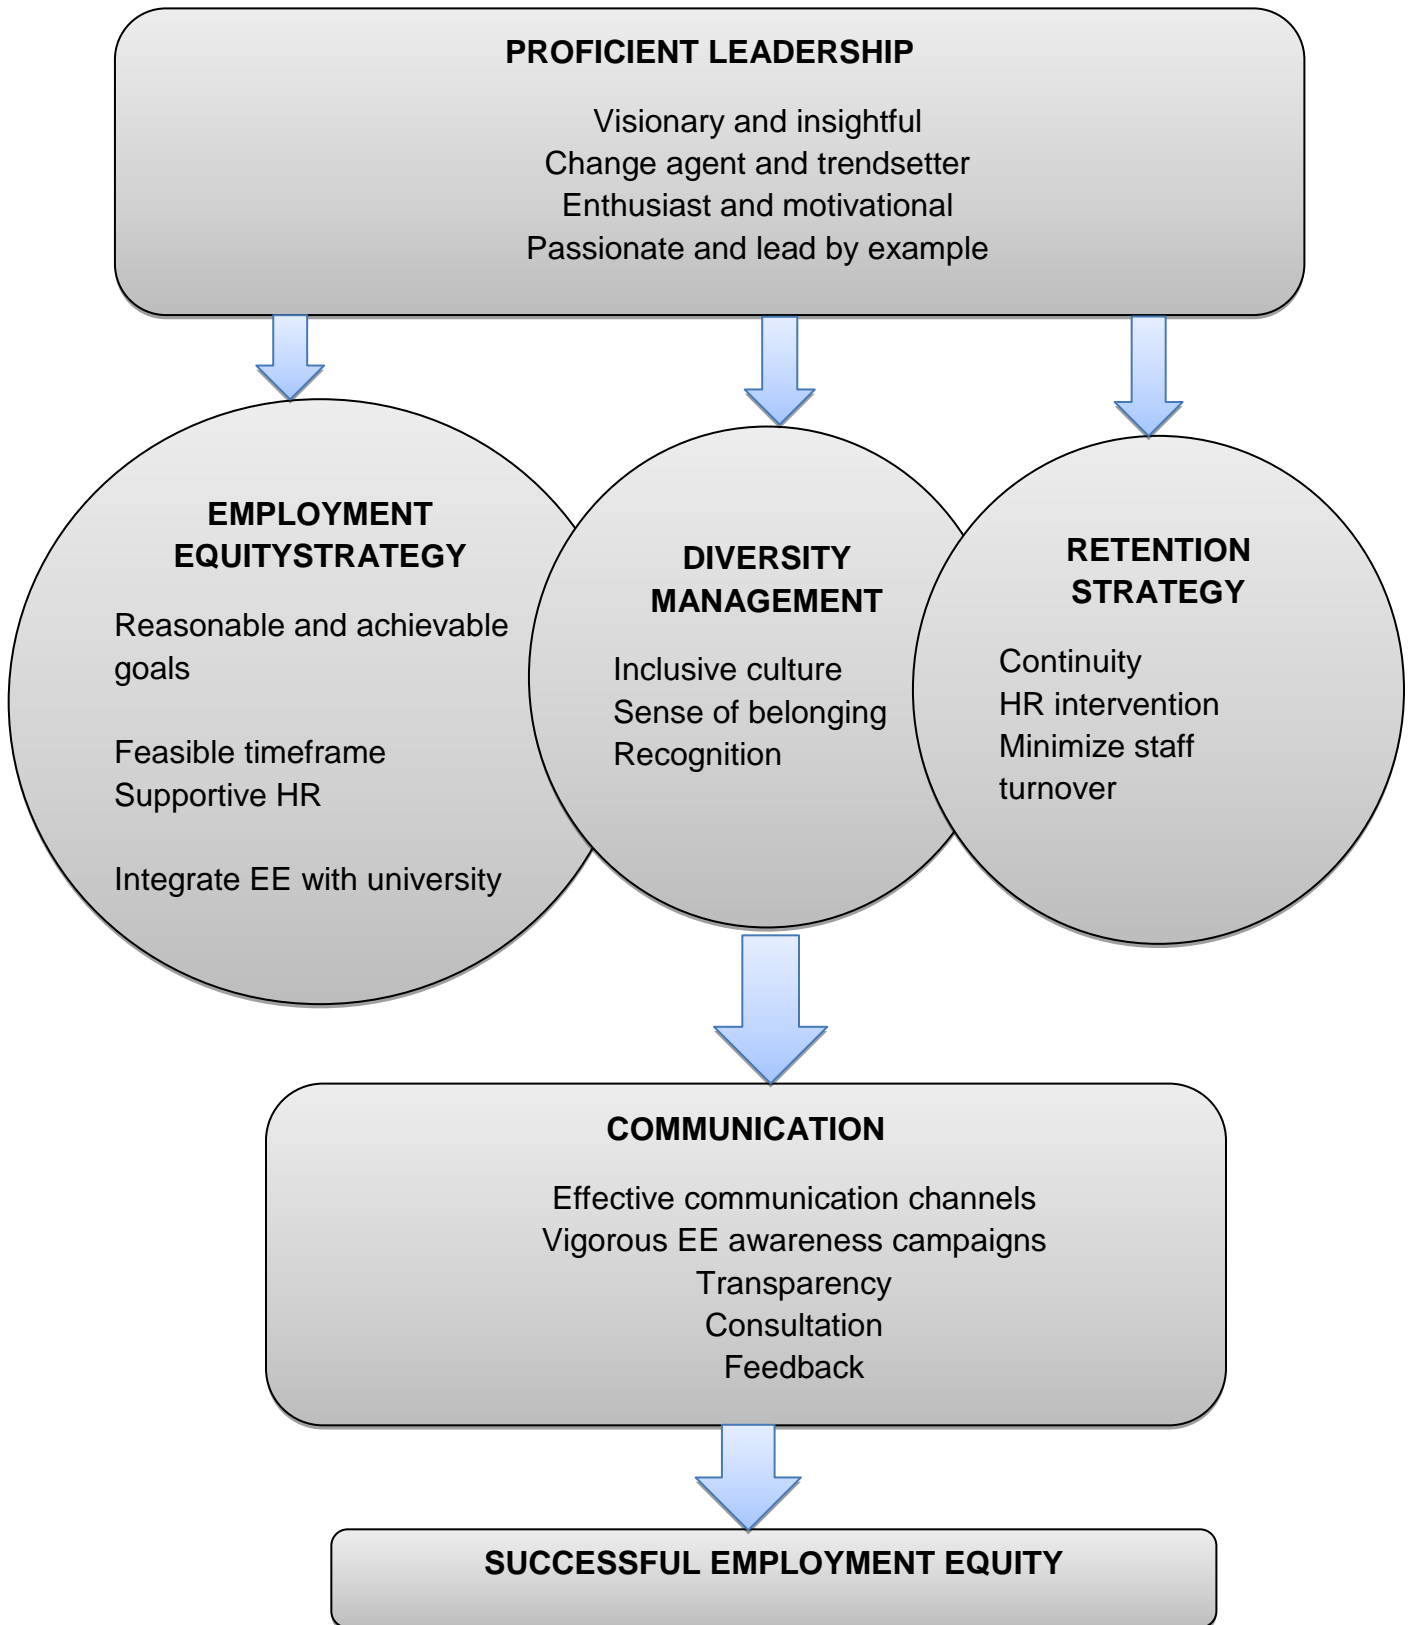 PROFICIENT LEADERSHIP
Visionary and insightful
Change agent and trendsetter
Enthusiast and motivational
Passionate and lead by example
EMPLOYMENT
EQUITYSTRATEGY
Reasonable and achievable
goals
Feasible timeframe
Supportive HR
Integrate EE with university
DIVERSITY
MANAGEMENT
Inclusive culture
Sense of belonging
Recognition
RETENTION
STRATEGY
Continuity
HR intervention
Minimize staff
turnover
COMMUNICATION
Effective communication channels
Vigorous EE awareness campaigns
Transparency
Consultation
Feedback
SUCCESSFUL EMPLOYMENT EQUITY